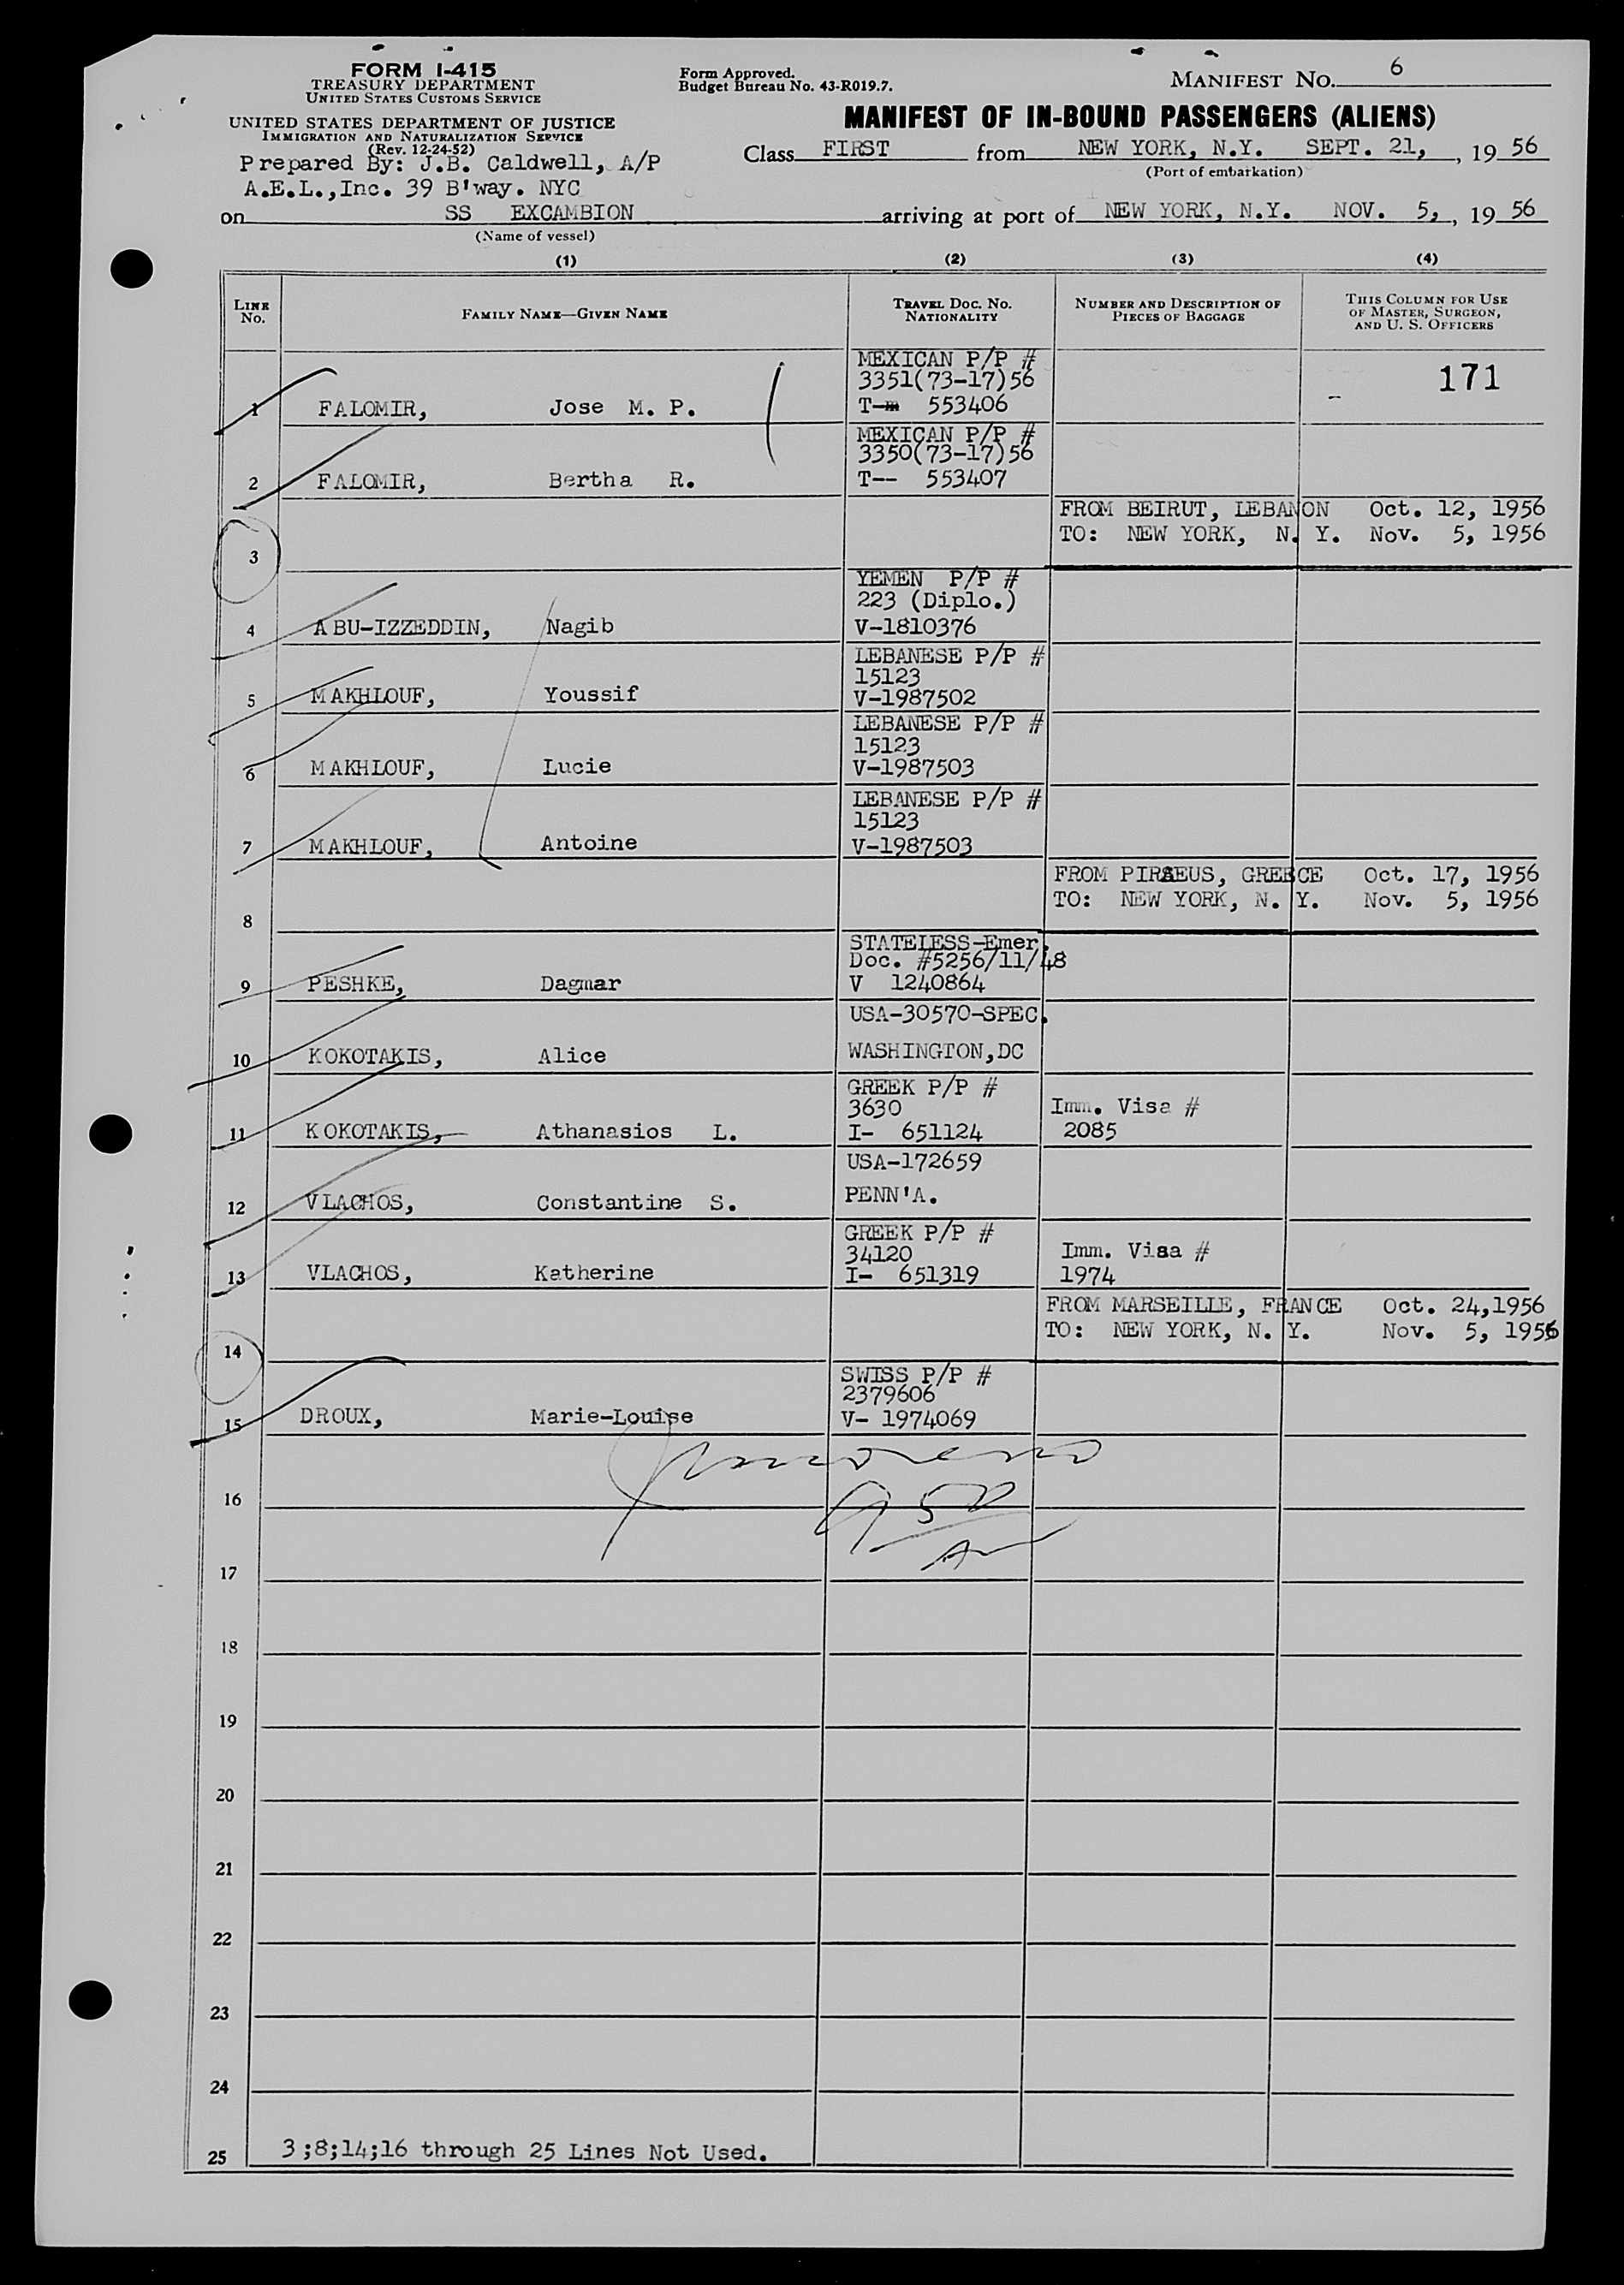 FORM I-415
TREASURY DEPARTMENT
UNITED STATES CUSTOMS SERVICE
Form Approved.
Budget Bureau No. 43-R019.7.
MANIFEST NO. 6
UNITED STATES DEPARTMENT OF JUSTICE
IMMIGRATION AND NATURALIZATION SERVICE
(Rev. 12-24-52)
MANIFEST OF IN-BOUND PASSENGERS (ALIENS)
Prepared By: J.B. Caldwell, A/P
A.E.L.,Inc. 39 B'way. NYC
Class FIRST from NEW YORK, N.Y. SEPT. 21, , 19 56
(Port of embarkation)
on SS EXCAMBION arriving at port of NEW YORK, N.Y. NOV. 5, , 19 56
(Name of vessel)
(1) (2) (3) (4)
LINE No.
FAMILY NAME—GIVEN NAME
TRAVEL DOC. NO. NATIONALITY
NUMBER AND DESCRIPTION OF PIECES OF BAGGAGE
THIS COLUMN FOR USE OF MASTER, SURGEON, AND U. S. OFFICERS
MEXICAN P/P #
3351(73-17)56
171
1 FALOMIR, Jose M. P. T-- 553406
MEXICAN P/P #
3350(73-17)56
2 FALOMIR, Bertha R. T-- 553407
FROM BEIRUT, LEBANON Oct. 12, 1956
TO: NEW YORK, N. Y. Nov. 5, 1956
3
YEMEN P/P #
223 (Diplo.)
4 ABU-IZZEDDIN, Nagib V-1810376
LEBANESE P/P #
15123
5 MAKHLOUF, Youssif V-1987502
LEBANESE P/P #
15123
6 MAKHLOUF, Lucie V-1987503
LEBANESE P/P #
15123
7 MAKHLOUF, Antoine V-1987503
FROM PIRAEUS, GREECE Oct. 17, 1956
TO: NEW YORK, N. Y. Nov. 5, 1956
8
STATELESS-Emer.
Doc. #5256/11/48
9 PESHKE, Dagmar V 1240864
USA-30570-SPEC.
10 KOKOTAKIS, Alice WASHINGTON,DC
GREEK P/P #
3630 Imm. Visa #
11 KOKOTAKIS, Athanasios L. I- 651124 2085
USA-172659
12 VLACHOS, Constantine S. PENN'A.
GREEK P/P #
34120 Imm. Visa #
13 VLACHOS, Katherine I- 651319 1974
FROM MARSEILLE, FRANCE Oct. 24,1956
TO: NEW YORK, N. Y. Nov. 5, 1956
14
SWISS P/P #
2379606
15 DROUX, Marie-Louise V- 1974069
16
17
18
19
20
21
22
23
24
25 3;8;14;16 through 25 Lines Not Used.